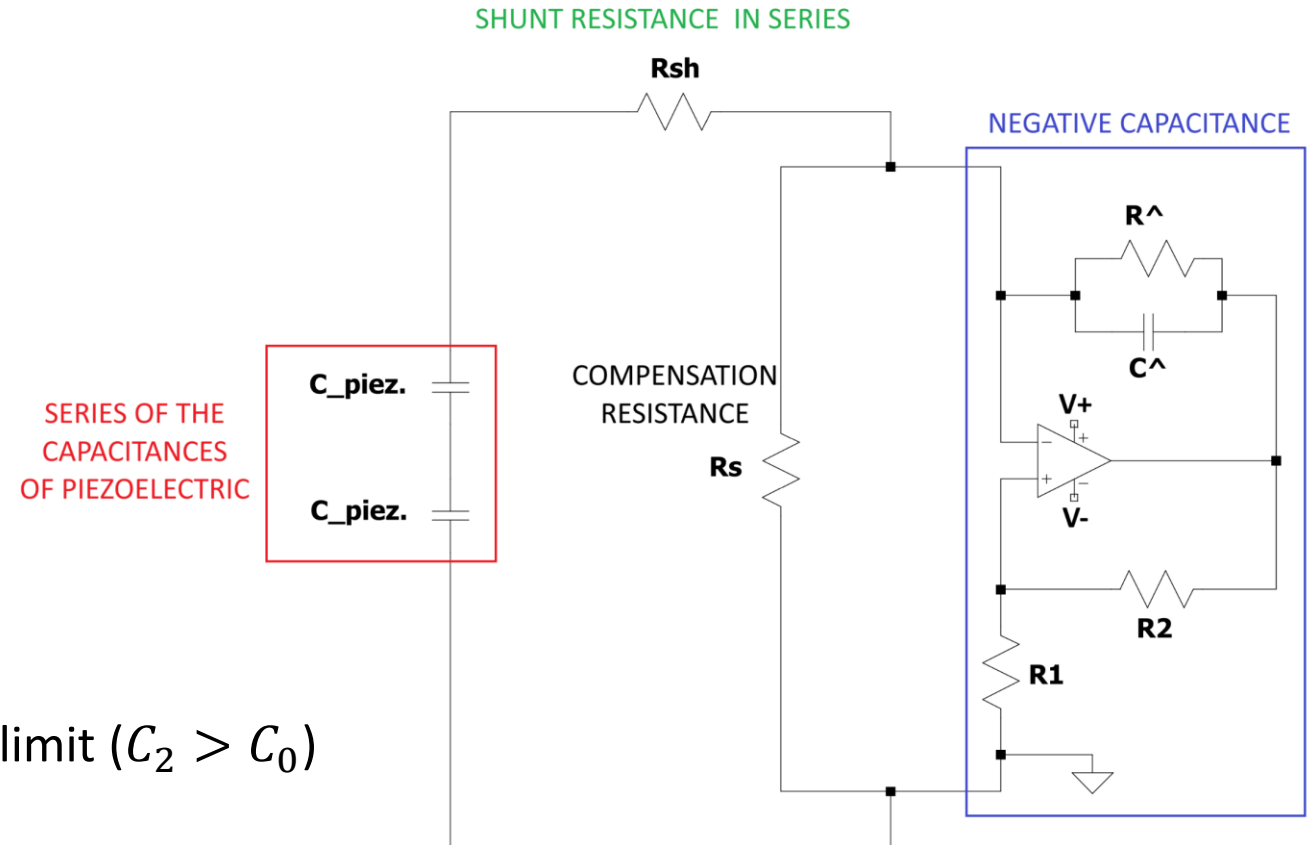 SHUNT RESISTANCE IN SERIES
Rsh
NEGATIVE CAPACITANCE
R^
C^
C_piez.
COMPENSATION
RESISTANCE
SERIES OF THE
CAPACITANCES
OF PIEZOELECTRIC
V+
Rs
C_piez.
V-
R2
R1
limit (𝐶₂ > 𝐶₀)